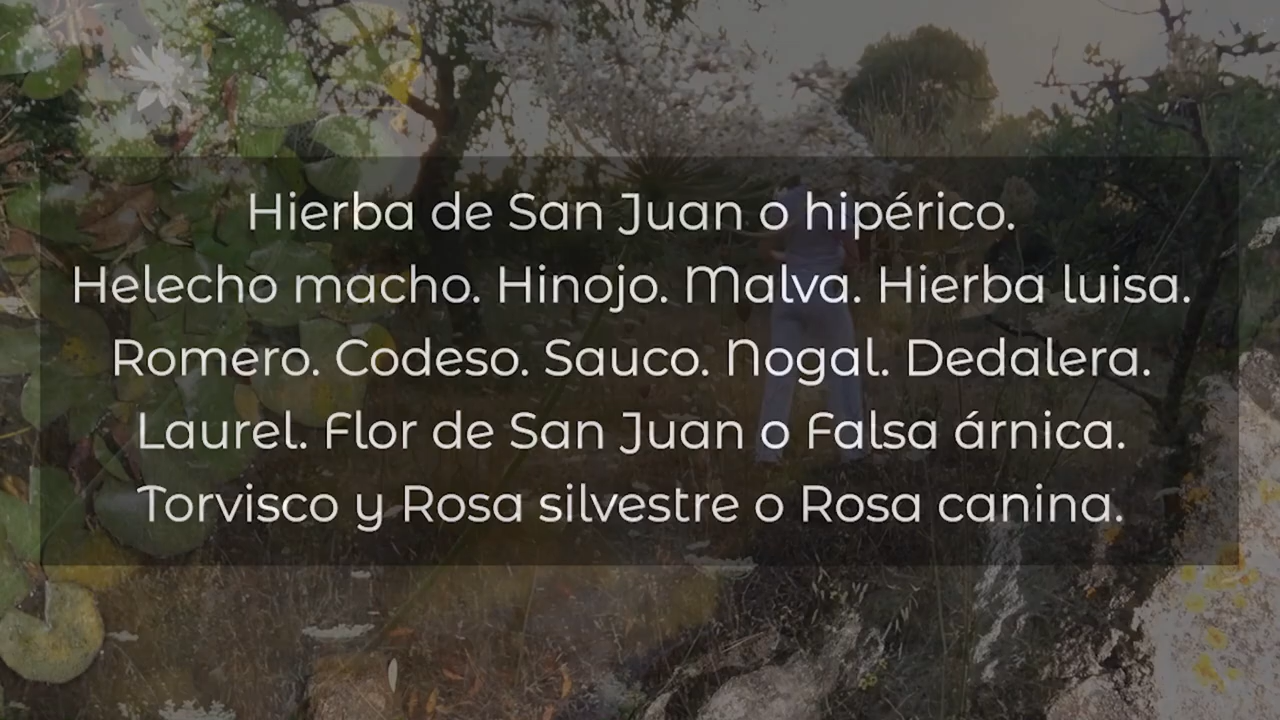 Hierba de San Juan o hipérico.
Helecho macho. Hinojo. Malva. Hierba luisa.
Romero. Codeso. Sauco. Nogal. Dedalera.
Laurel. Flor de San Juan o Falsa árnica.
Torvisco y Rosa silvestre o Rosa canina.